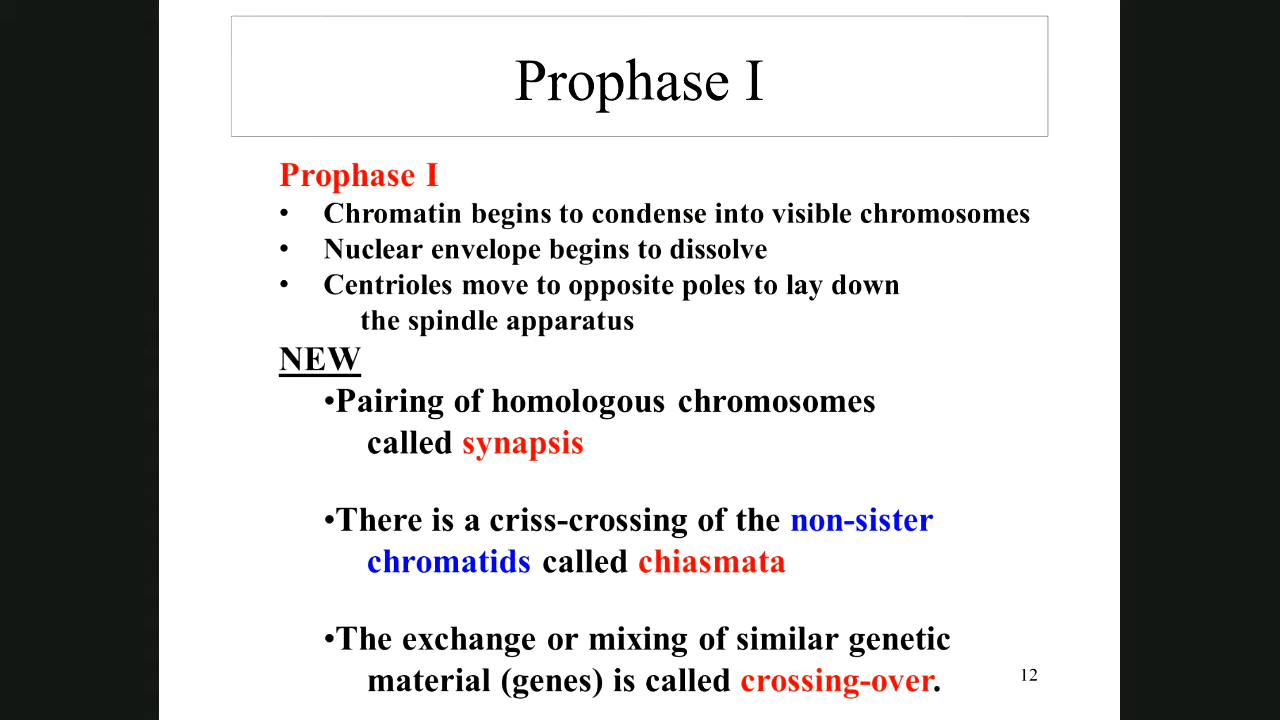 Prophase I
Prophase I
• Chromatin begins to condense into visible chromosomes
• Nuclear envelope begins to dissolve
• Centrioles move to opposite poles to lay down
the spindle apparatus
NEW
•Pairing of homologous chromosomes
called synapsis
•There is a criss-crossing of the non-sister
chromatids called chiasmata
•The exchange or mixing of similar genetic
material (genes) is called crossing-over.
12